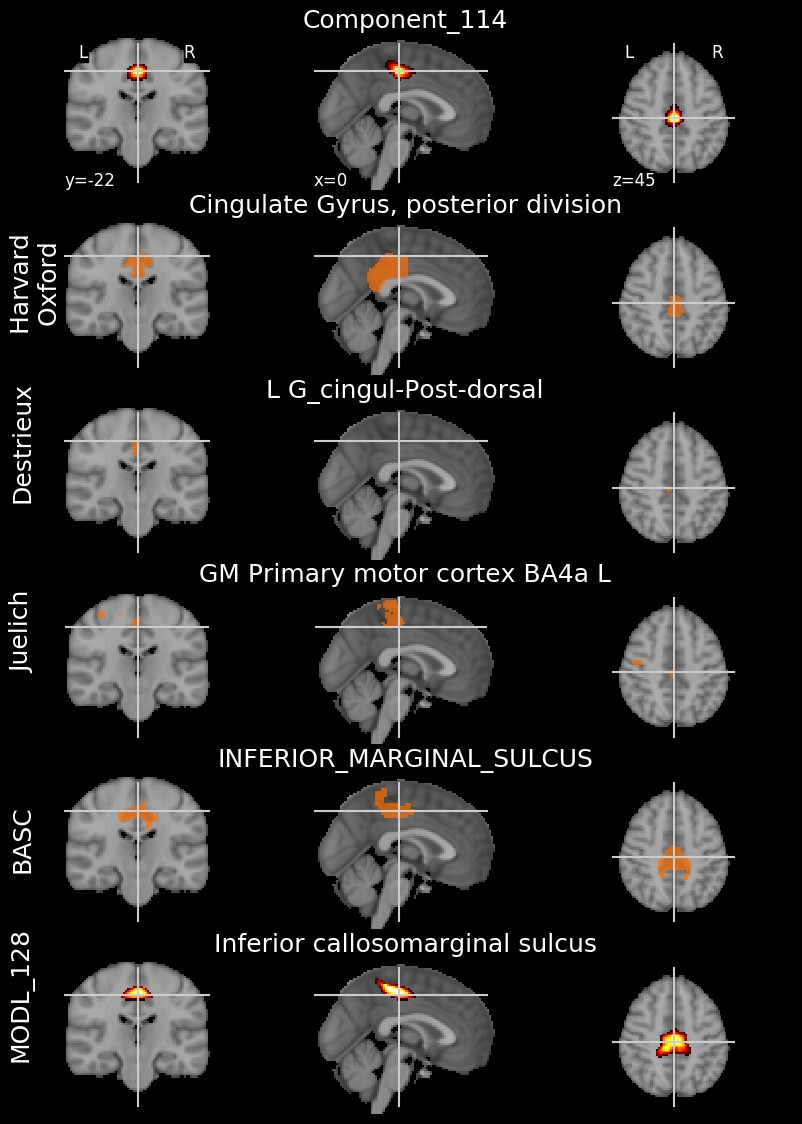 Component_114
L R L R
y=-22 x=0 z=45
Cingulate Gyrus, posterior division
Harvard
Oxford
L G_cingul-Post-dorsal
Destrieux
GM Primary motor cortex BA4a L
Juelich
INFERIOR_MARGINAL_SULCUS
BASC
Inferior callosomarginal sulcus
MODL_128